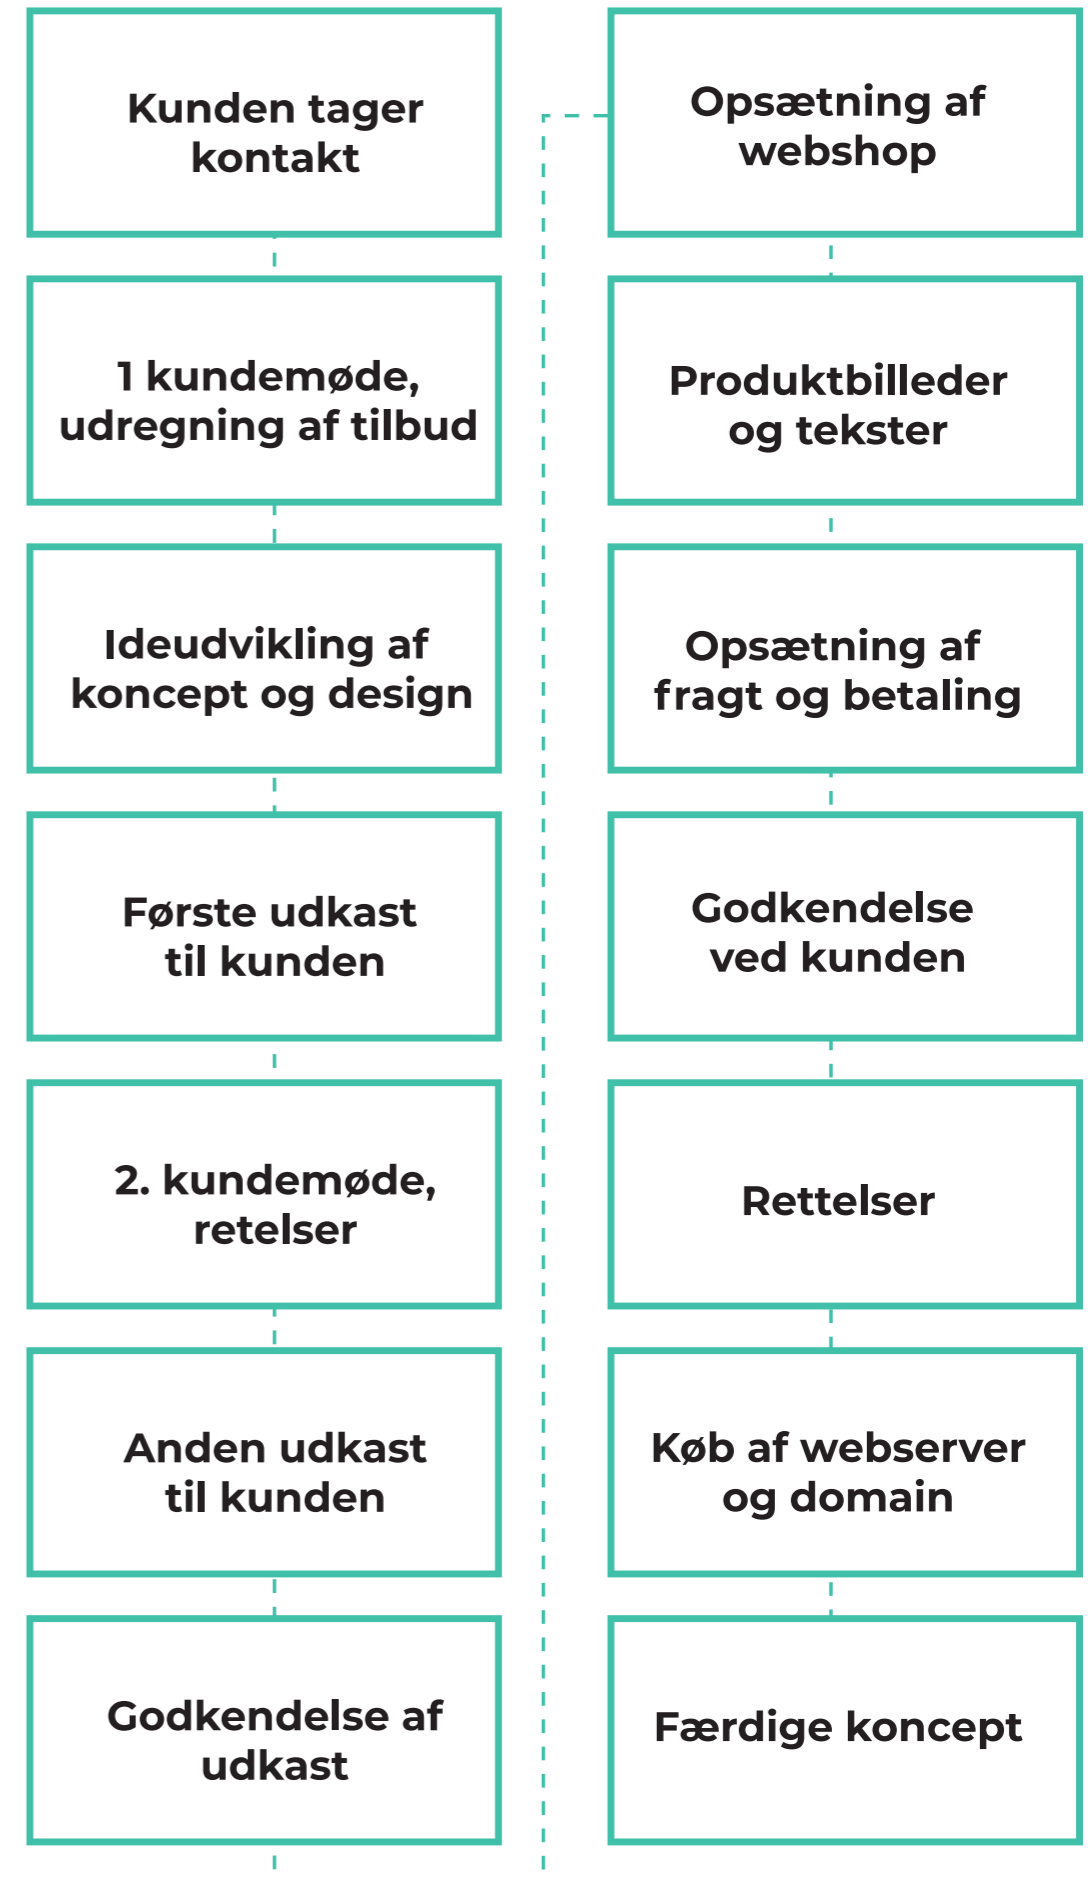 Kunden tager
kontakt
1 kundemøde,
udregning af tilbud
Ideudvikling af
koncept og design
Første udkast
til kunden
2. kundemøde,
retelser
Anden udkast
til kunden
Godkendelse af
udkast
Opsætning af
webshop
Produktbilleder
og tekster
Opsætning af
fragt og betaling
Godkendelse
ved kunden
Rettelser
Køb af webserver
og domain
Færdige koncept